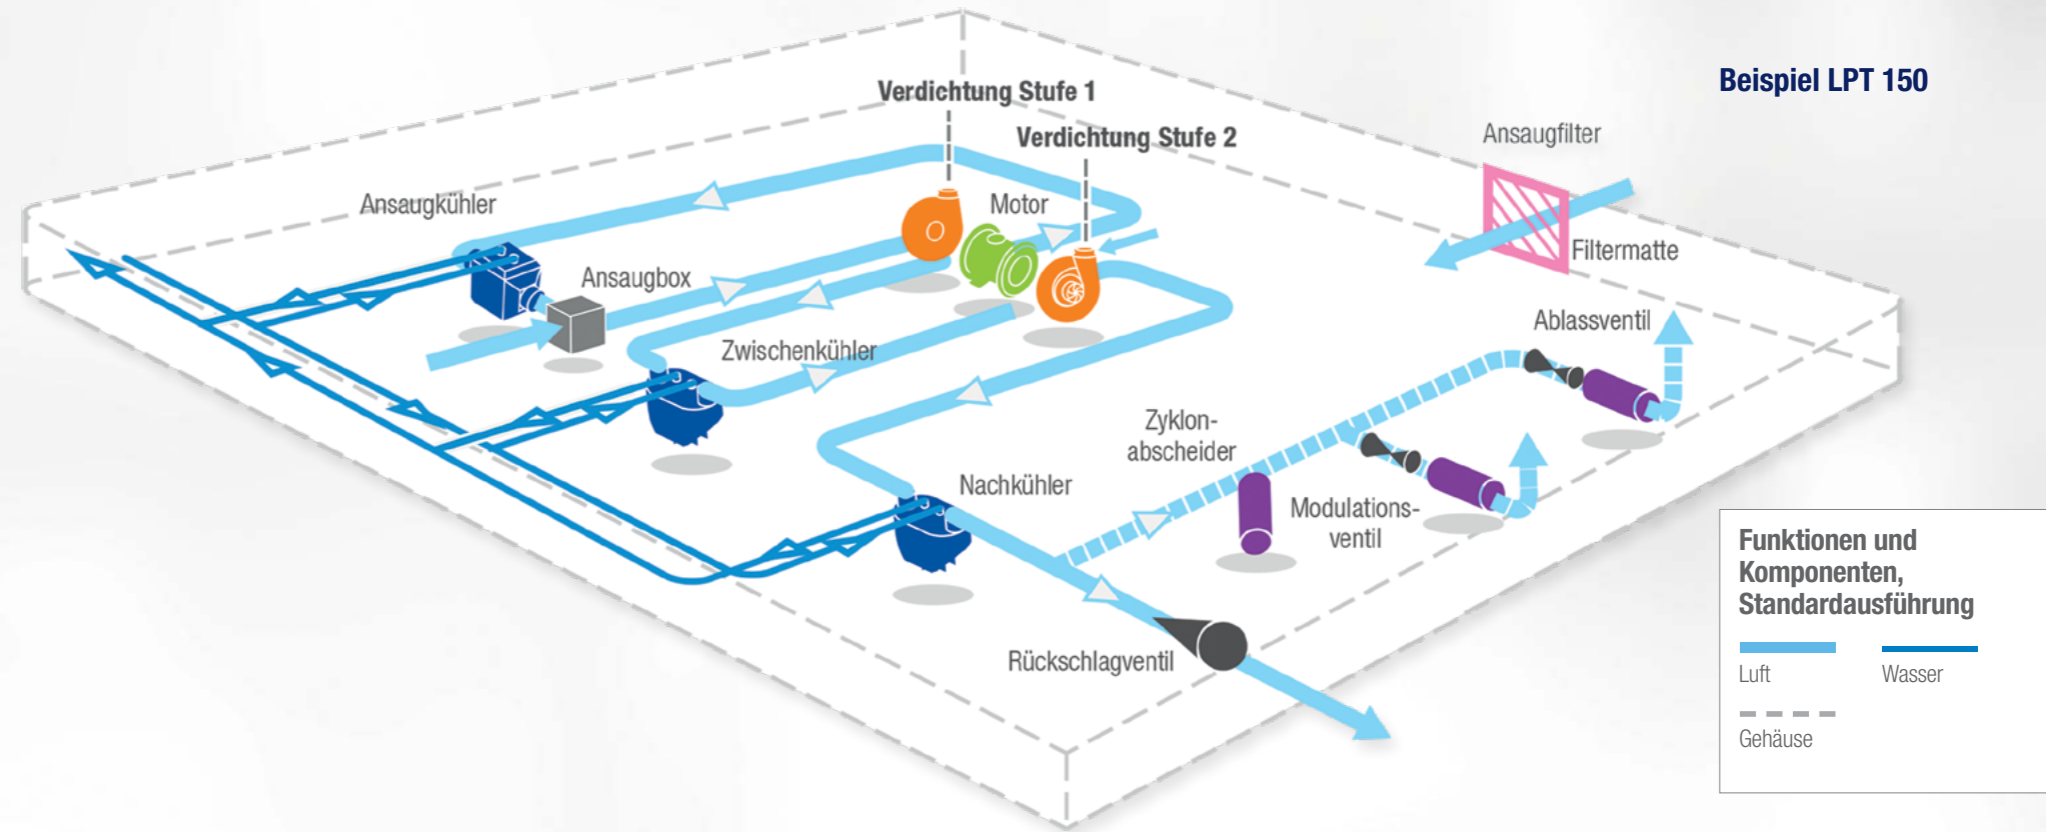 Beispiel LPT 150
Verdichtung Stufe 1
Verdichtung Stufe 2
Ansaugfilter
Ansaugkühler
Motor
Filtermatte
Ansaugbox
Ablassventil
Zwischenkühler
Zyklon-
abscheider
Nachkühler
Modulations-
ventil
Rückschlagventil
Funktionen und
Komponenten,
Standardausführung
Luft
Wasser
Gehäuse